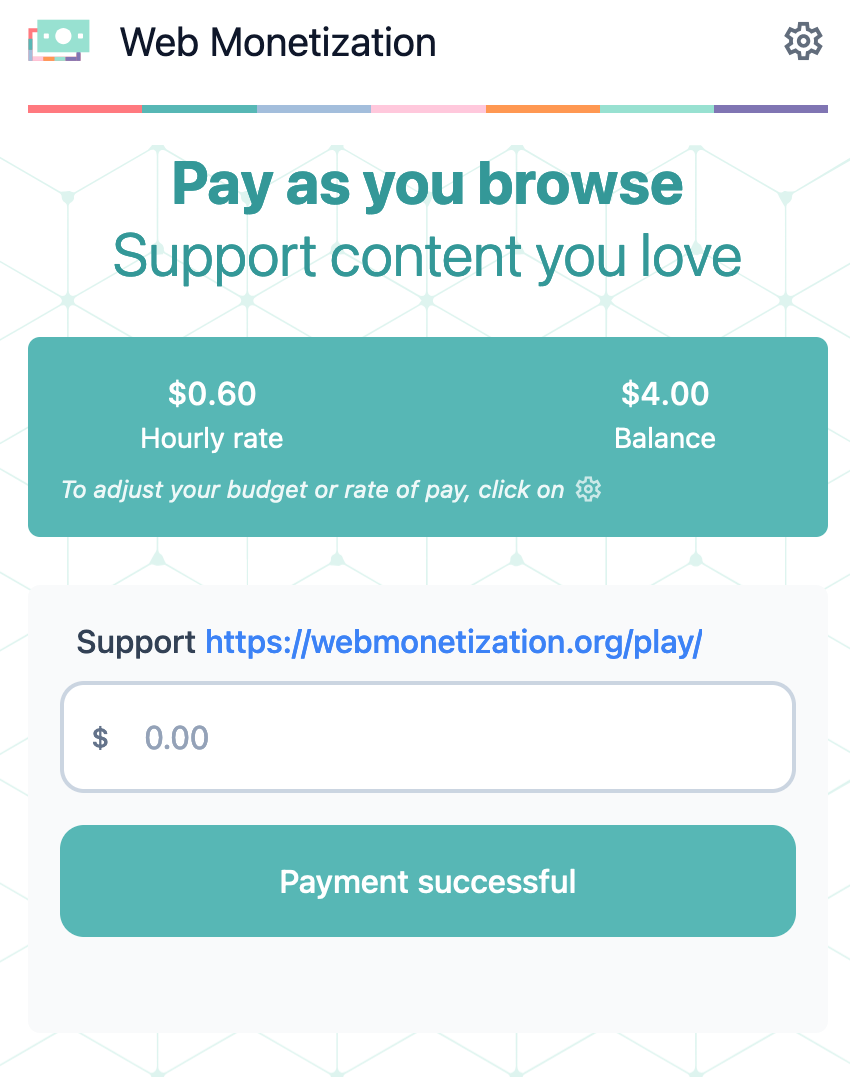 Web Monetization
Pay as you browse
Support content you love
$0.60
Hourly rate
$4.00
Balance
To adjust your budget or rate of pay, click on
Support https://webmonetization.org/play/
$ 0.00
Payment successful